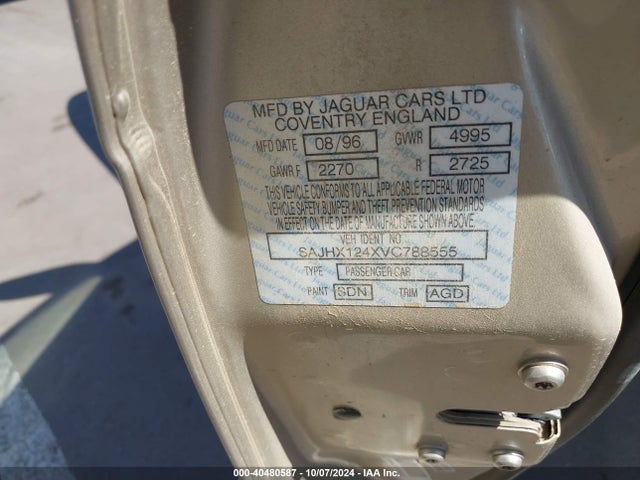 MFD BY JAGUAR CARS LTD
COVENTRY ENGLAND
MFD DATE 08/96 GVWR 4995
GAWR F 2270 R 2725
THIS VEHICLE CONFORMS TO ALL APPLICABLE FEDERAL MOTOR
VEHICLE SAFETY BUMPER AND THEFT PREVENTION STANDARDS
IN EFFECT ON THE DATE OF MANUFACTURE SHOWN ABOVE.
VEH IDENT NO
SAJHX124XVC788555
TYPE PASSENGER CAR
PAINT SDN TRIM AGD
000-40480587 - 10/07/2024 - IAA Inc.